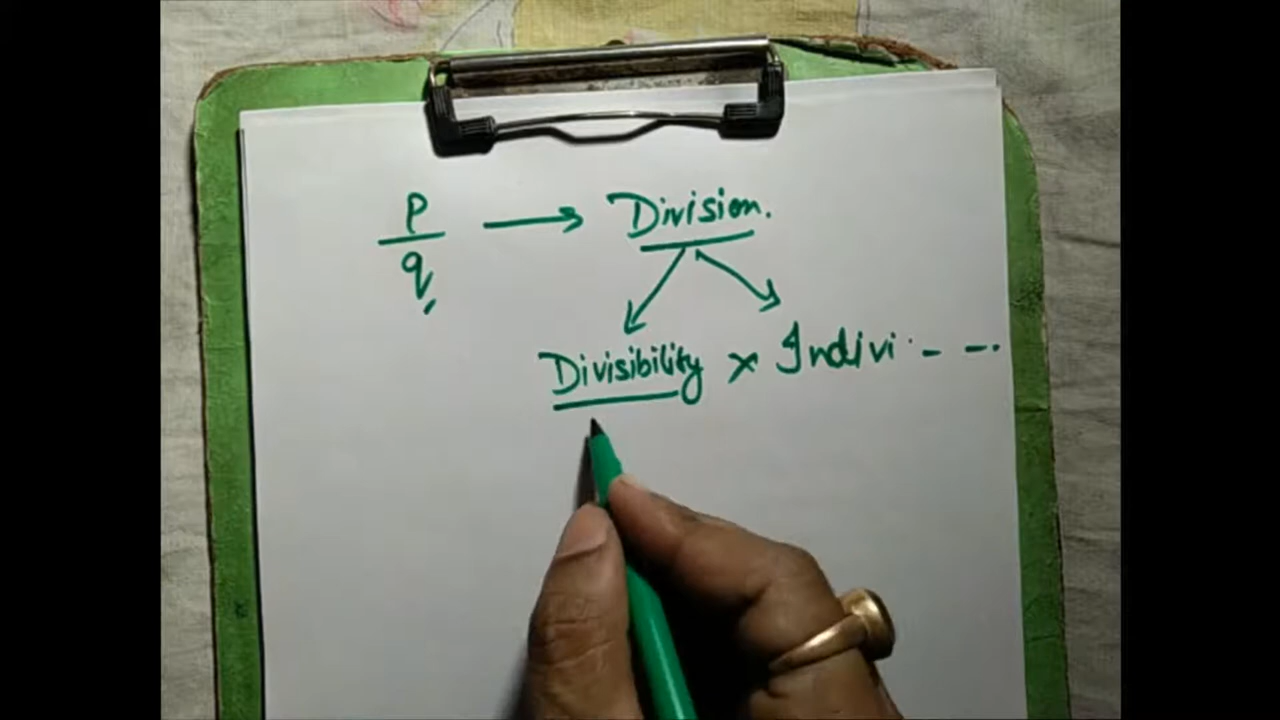 P/q → Division.
Divisibility × Indivi - -.